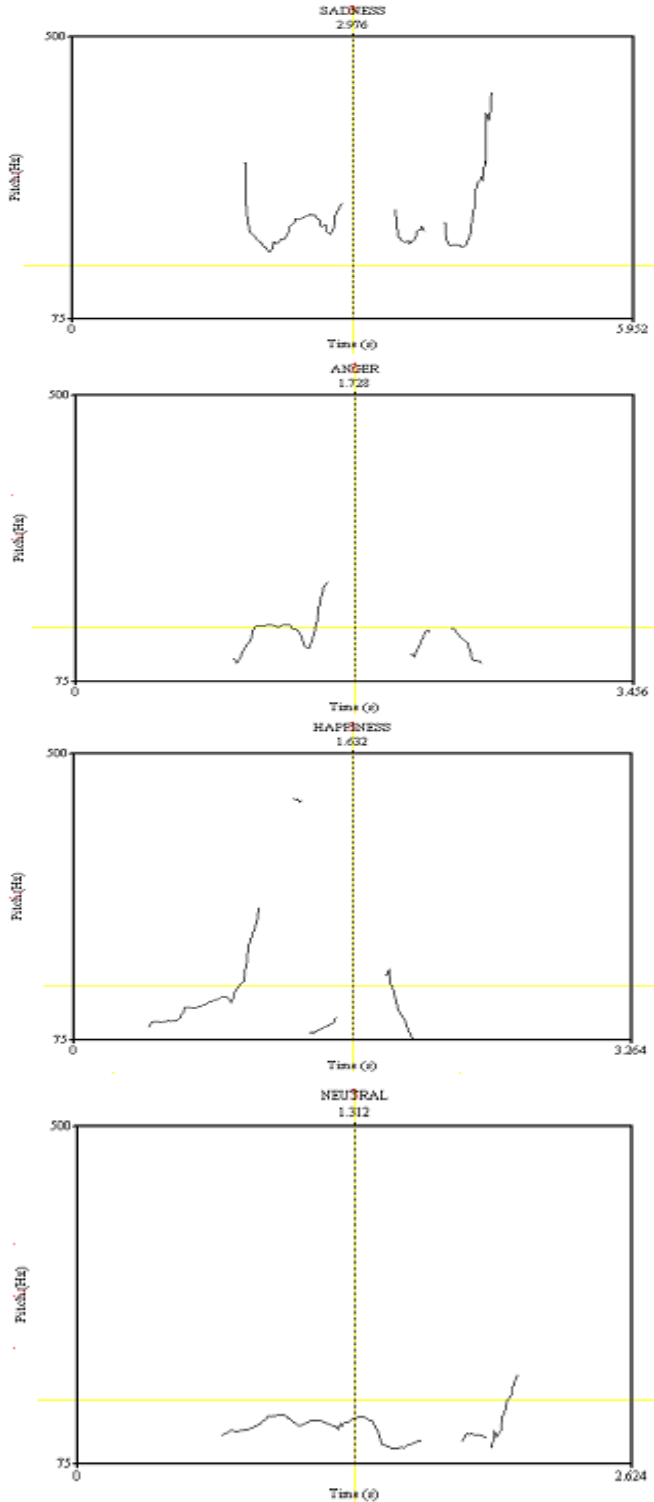 SADNESS
2.976
500
Pitch (Hz)
75
0
5.952
Time (s)
ANGER
1.728
500
Pitch (Hz)
75
0
3.456
Time (s)
HAPPINESS
1.632
500
Pitch (Hz)
75
0
3.264
Time (s)
NEUTRAL
1.312
500
Pitch (Hz)
75
0
2.624
Time (s)